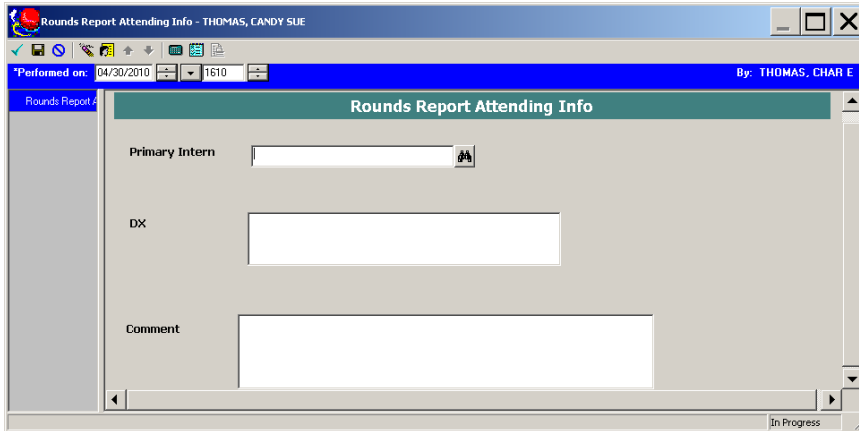 Rounds Report Attending Info - THOMAS, CANDY SUE
*Performed on: 04/30/2010 1610 By: THOMAS, CHAR E
Rounds Report A
Rounds Report Attending Info
Primary Intern
DX
Comment
In Progress